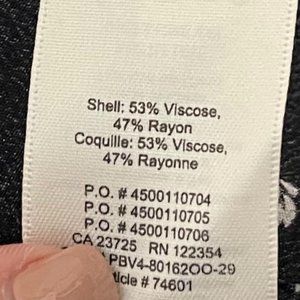 Shell: 53% Viscose,
47% Rayon
Coquille: 53% Viscose,
47% Rayonne
P.O. # 4500110704
P.O. # 4500110705
P.O. # 4500110706
CA 23725 RN 122354
PBV4-80162OO-29
# 74601